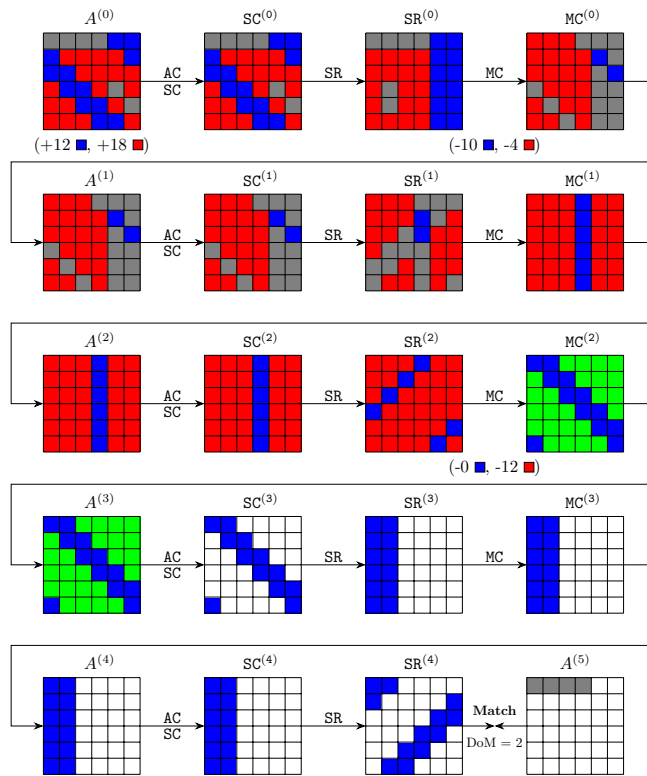 A^(0) SC^(0) SR^(0) MC^(0)
AC SR MC
SC
(+12 ■, +18 ■) (-10 ■, -4 ■)
A^(1) SC^(1) SR^(1) MC^(1)
AC SR MC
SC
A^(2) SC^(2) SR^(2) MC^(2)
AC SR MC
SC
(-0 ■, -12 ■)
A^(3) SC^(3) SR^(3) MC^(3)
AC SR MC
SC
A^(4) SC^(4) SR^(4) A^(5)
AC SR Match
SC DoM = 2